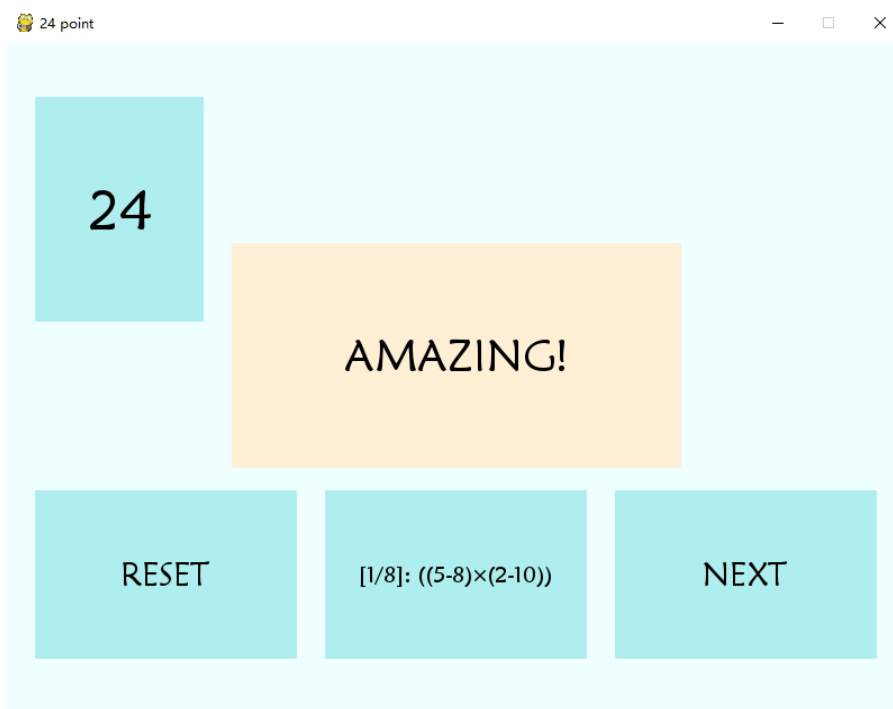 24 point
24
AMAZING!
RESET
[1/8]: ((5-8)×(2-10))
NEXT